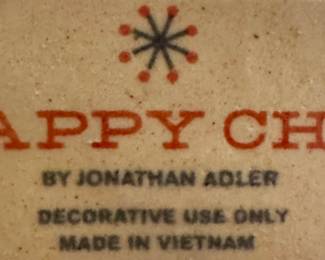 APPY CH
BY JONATHAN ADLER
DECORATIVE USE ONLY
MADE IN VIETNAM